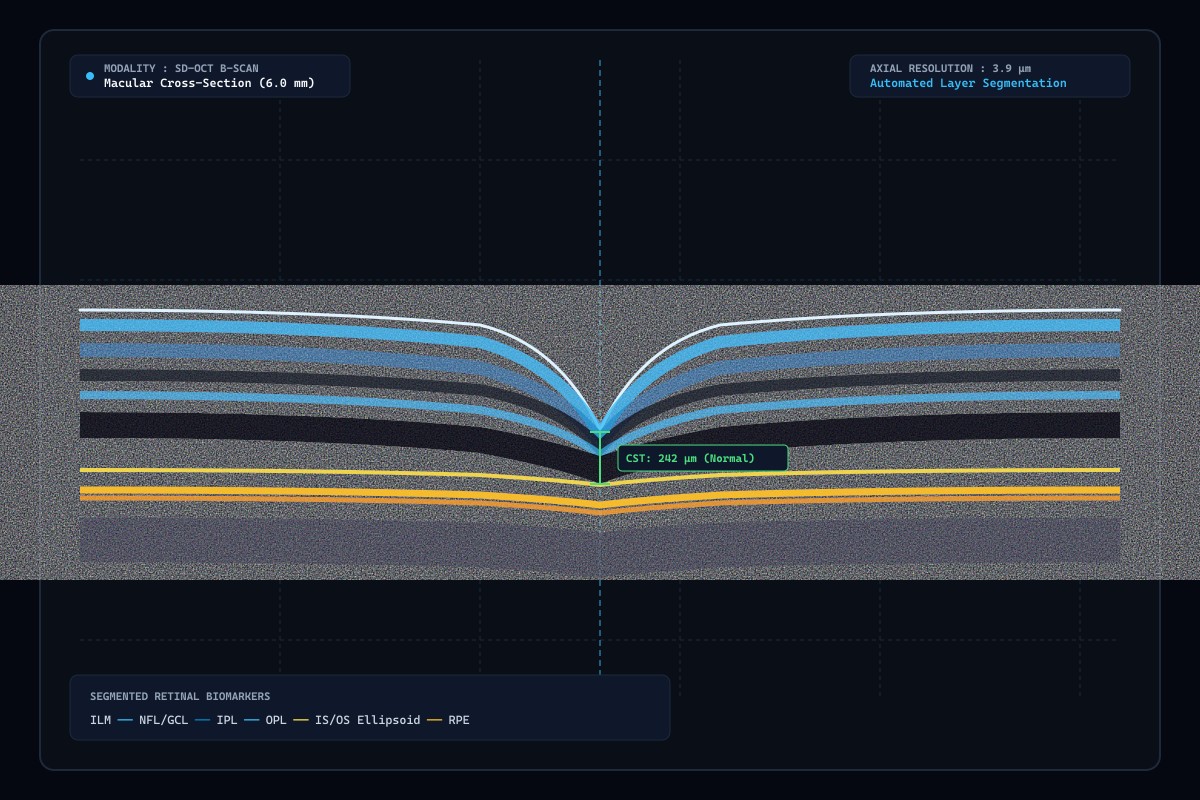 MODALITY : SD-OCT B-SCAN
Macular Cross-Section (6.0 mm)
AXIAL RESOLUTION : 3.9 μm
Automated Layer Segmentation
CST: 242 μm (Normal)
SEGMENTED RETINAL BIOMARKERS
ILM — NFL/GCL — IPL — OPL — IS/OS Ellipsoid — RPE